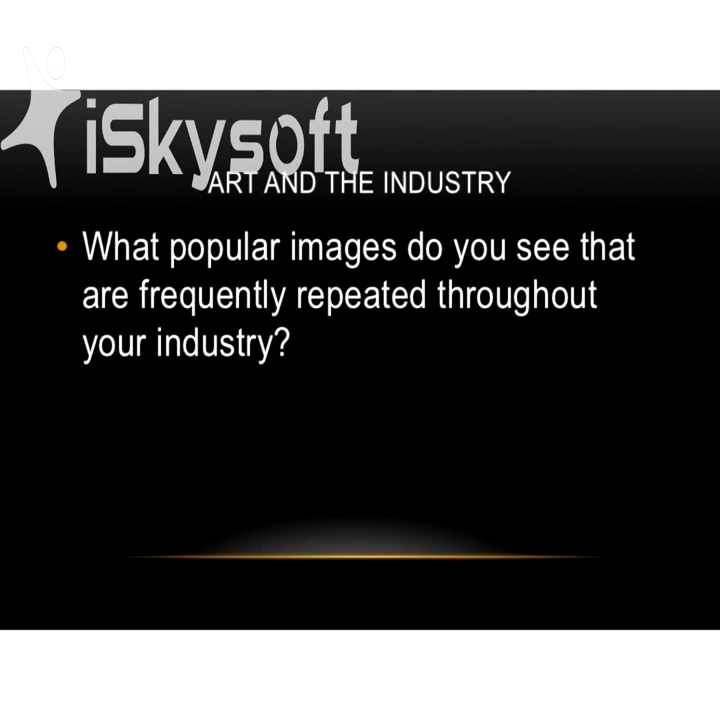 iSkysoft
ART AND THE INDUSTRY
• What popular images do you see that
are frequently repeated throughout
your industry?